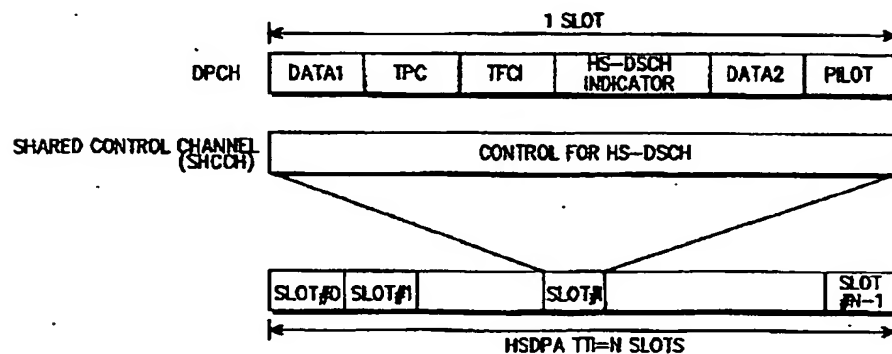 1 SLOT
DPCH DATA1 TPC TFCI HS-DSCH INDICATOR DATA2 PILOT
SHARED CONTROL CHANNEL
(SHCCH)
CONTROL FOR HS-DSCH
SLOT#0 SLOT#1 SLOT#i SLOT #N-1
HSDPA TTI=N SLOTS